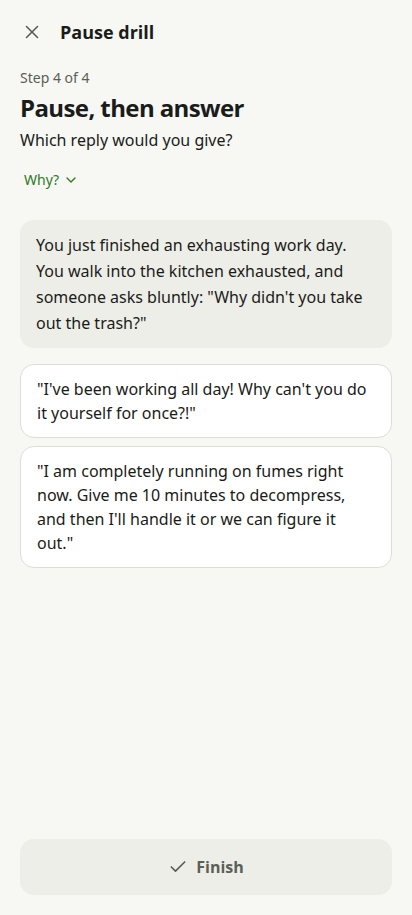 Pause drill
Step 4 of 4
Pause, then answer
Which reply would you give?
Why?
You just finished an exhausting work day.
You walk into the kitchen exhausted, and
someone asks bluntly: "Why didn't you take
out the trash?"
"I've been working all day! Why can't you do
it yourself for once?!"
"I am completely running on fumes right
now. Give me 10 minutes to decompress,
and then I'll handle it or we can figure it
out."
Finish